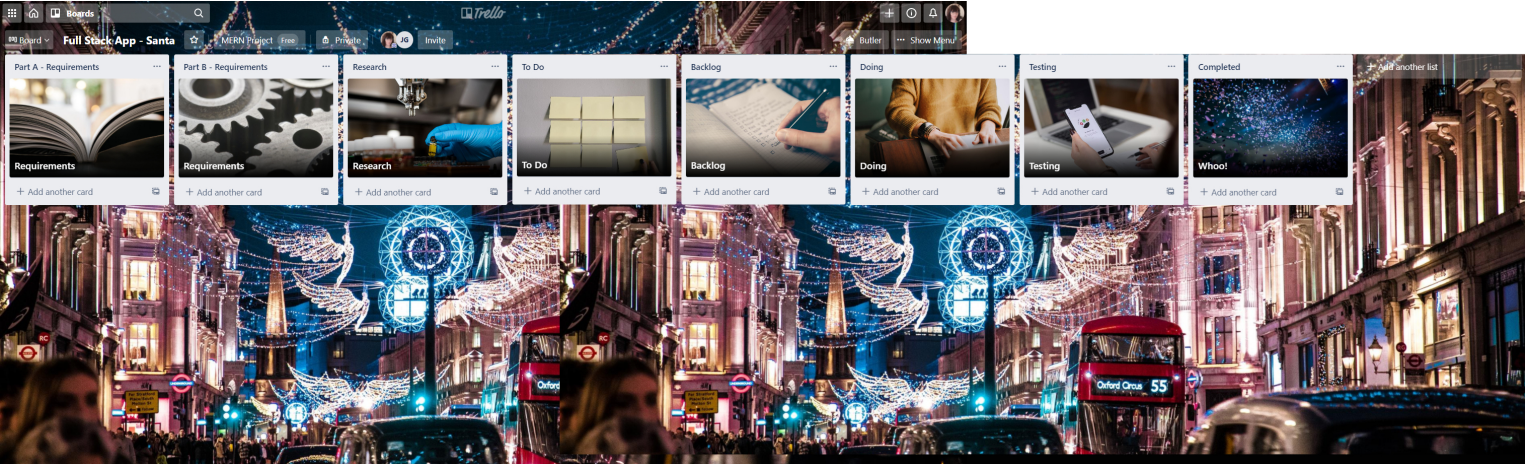 Boards
Trello
Board
Full Stack App - Santa
MERN Project Free
Private
JG
Invite
Butler
Show Menu
Part A - Requirements
Part B - Requirements
Research
To Do
Backlog
Doing
Testing
Completed
+ Add another list
Requirements
Requirements
Research
To Do
Backlog
Doing
Testing
Whoo!
+ Add another card
+ Add another card
+ Add another card
+ Add another card
+ Add another card
+ Add another card
+ Add another card
+ Add another card
RC
RC
Oxford
Oxford Circus 55